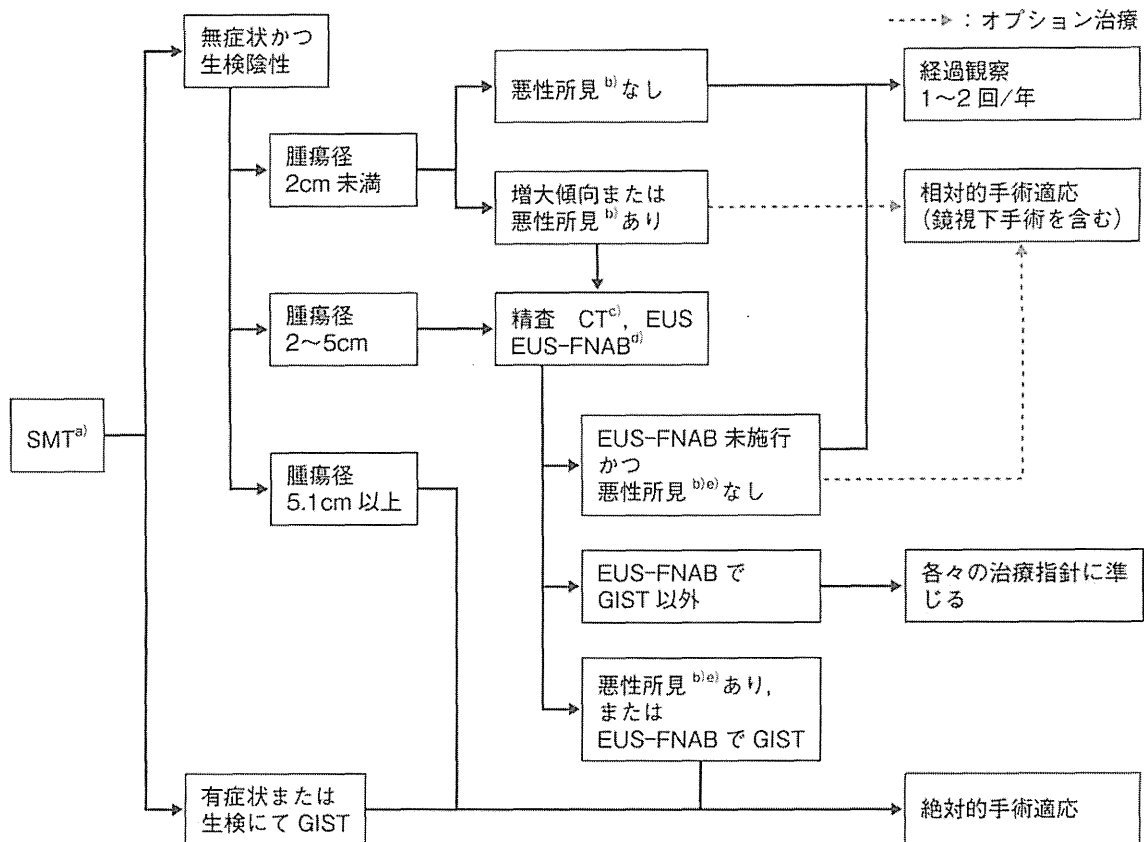 ：オプション治療
無症状かつ
生検陰性
悪性所見b)なし
経過観察
1〜2回/年
腫瘍径
2cm未満
増大傾向または
悪性所見b)あり
相対的手術適応
（鏡視下手術を含む）
腫瘍径
2〜5cm
精査　CTc)，EUS
EUS-FNABd)
SMTa)
腫瘍径
5.1cm以上
EUS-FNAB未施行
かつ
悪性所見b)e)なし
EUS-FNABで
GIST以外
各々の治療指針に準
じる
悪性所見b)e)あり，
または
EUS-FNABでGIST
有症状または
生検にてGIST
絶対的手術適応